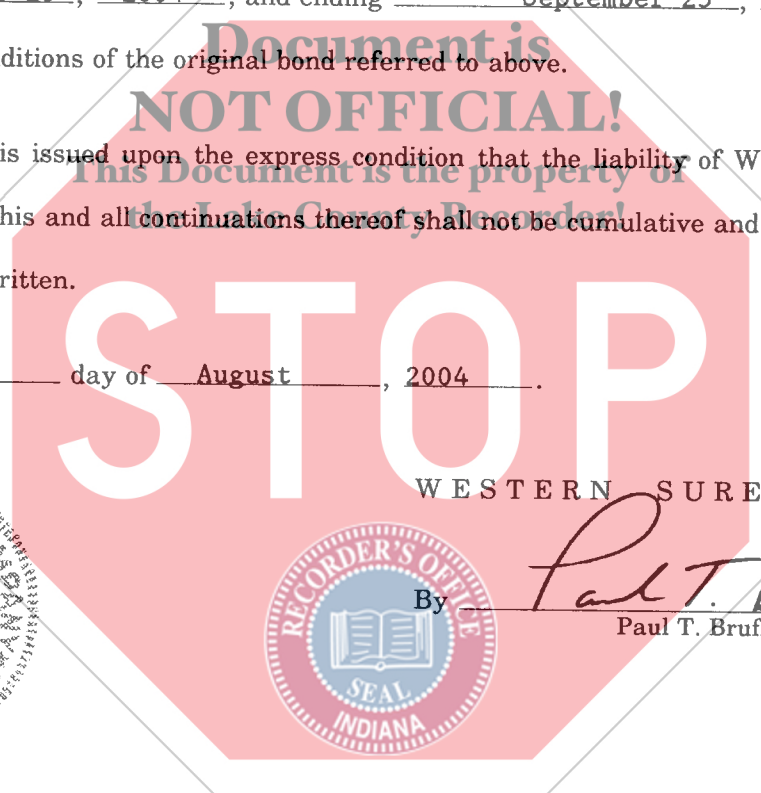 , 2004, and ending September 25,
Document is
ditions of the original bond referred to above.
NOT OFFICIAL!
is issued upon the express condition that the liability of W
This Document is the property of
the Lake County Recorder!
his and all continuations thereof shall not be cumulative and
ritten.
STOP
day of August, 2004.
WESTERN SURE
RECORDER'S OFFICE
By Paul T.
Paul T. Bruf
SEAL
INDIANA